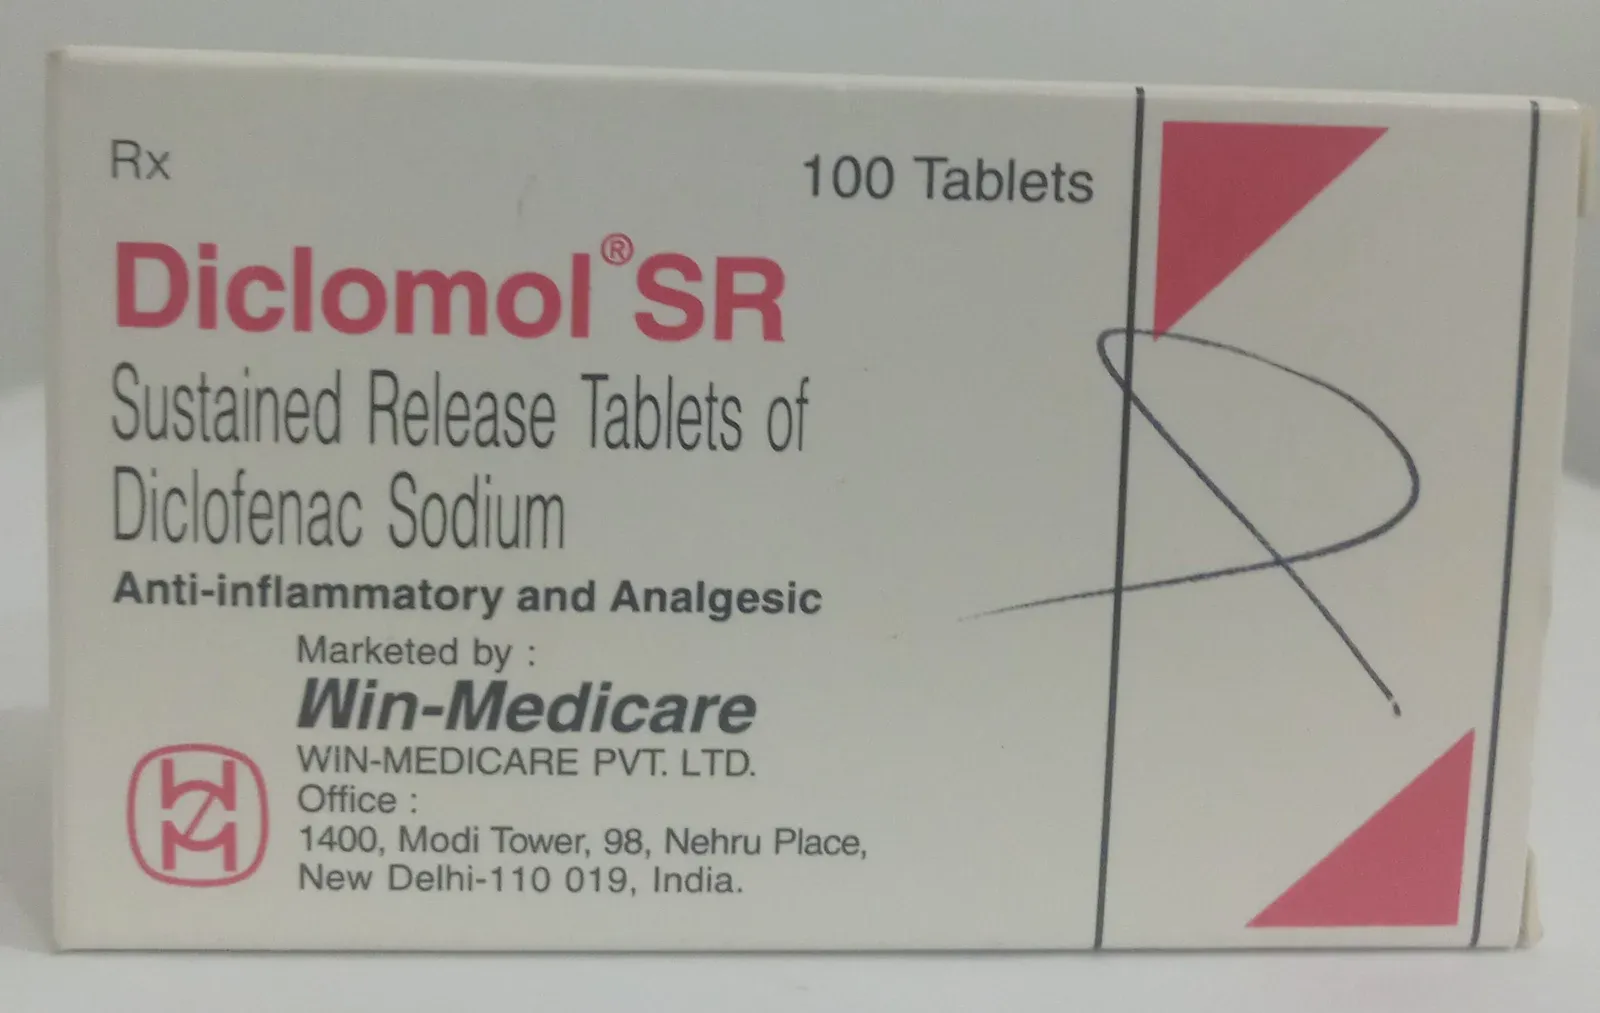 Rx
100 Tablets
Diclomol® SR
Sustained Release Tablets of
Diclofenac Sodium
Anti-inflammatory and Analgesic
Marketed by :
Win-Medicare
WIN-MEDICARE PVT. LTD.
Office :
1400, Modi Tower, 98, Nehru Place,
New Delhi-110 019, India.